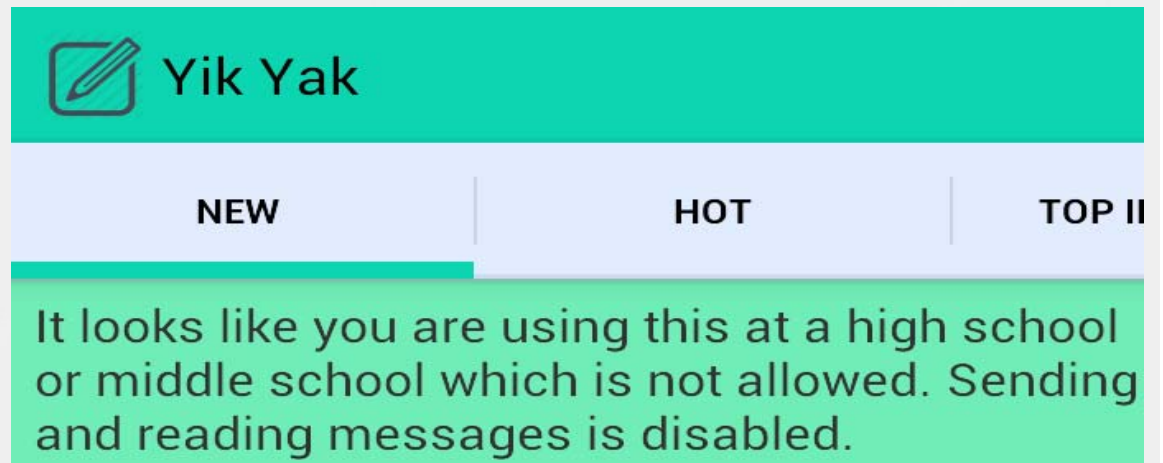 Yik Yak
NEW HOT TOP
It looks like you are using this at a high school
or middle school which is not allowed. Sending
and reading messages is disabled.